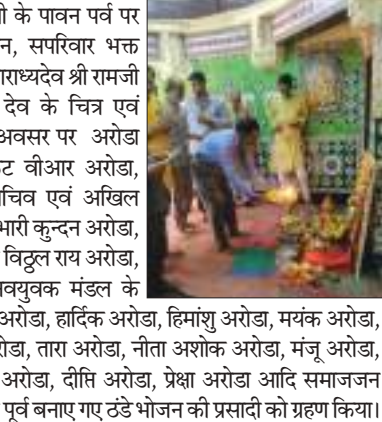 ी के पावन पर्व पर
न, सपरिवार भक्त
राध्यदेव श्री रामजी
देव के चित्र एवं
अवसर पर अरोडा
ट वीआर अरोडा,
चिव एवं अखिल
भारी कुन्दन अरोडा,
विठ्ठल राय अरोडा,
वयुवक मंडल के
अरोडा, हार्दिक अरोडा, हिमांशु अरोडा, मयंक अरोडा,
रोडा, तारा अरोडा, नीता अशोक अरोडा, मंजू अरोडा,
अरोडा, दीप्ति अरोडा, प्रेक्षा अरोडा आदि समाजजन
पूर्व बनाए गए ठंडे भोजन की प्रसादी को ग्रहण किया।